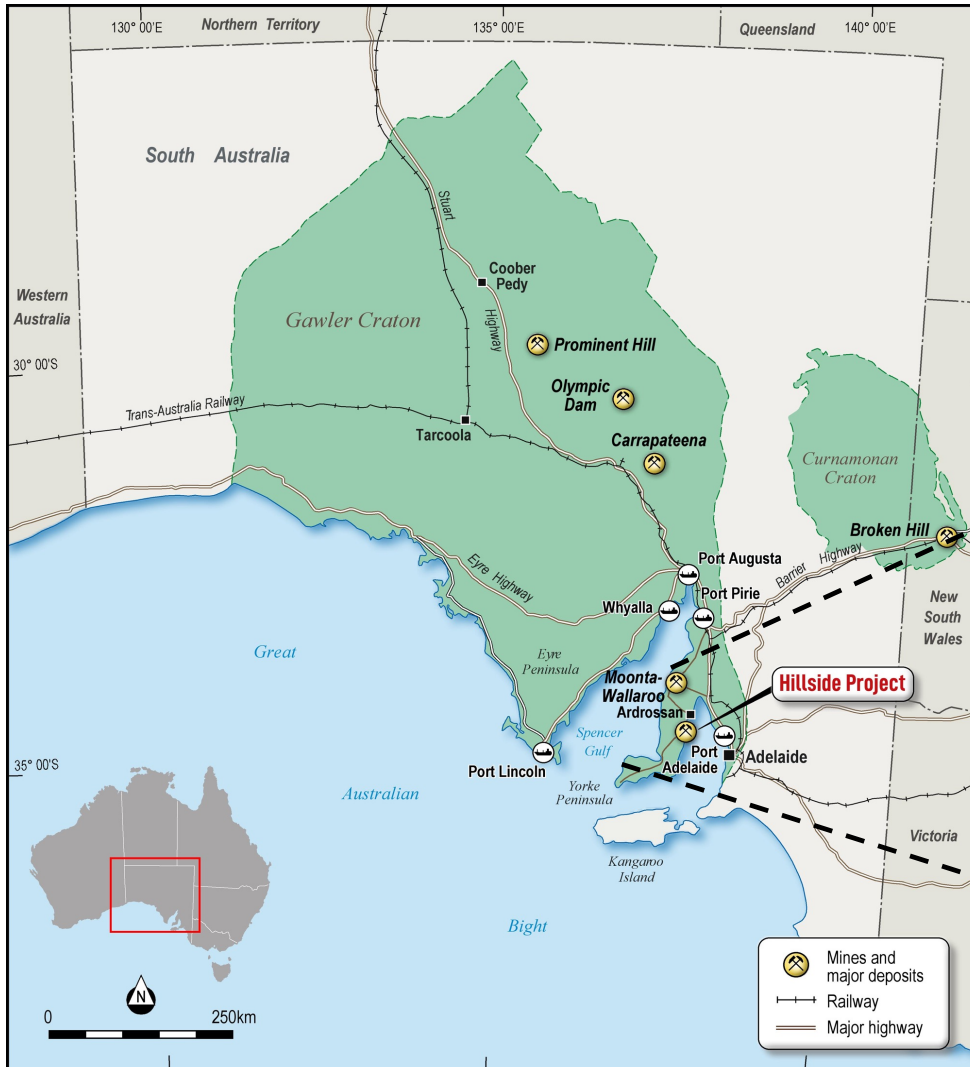 130° 00'E
Northern Territory
135° 00'E
Queensland
140° 00'E
South Australia
Stuart
Highway
Coober
Pedy
Western
Australia
Gawler Craton
Prominent Hill
30° 00'S
Olympic
Dam
Trans-Australia Railway
Tarcoola
Carrapateena
Curnamonan
Craton
Broken Hill
Barrier Highway
Port Augusta
Eyre Highway
Port Pirie
Whyalla
New
South
Wales
Great
Eyre
Peninsula
Moonta-
Wallaroo
Hillside Project
Ardrossan
Spencer
Gulf
Port
Adelaide
Adelaide
Port Lincoln
35° 00'S
Yorke
Peninsula
Australian
Victoria
Kangaroo
Island
Bight
Mines and
major deposits
Railway
Major highway
N
0
250km